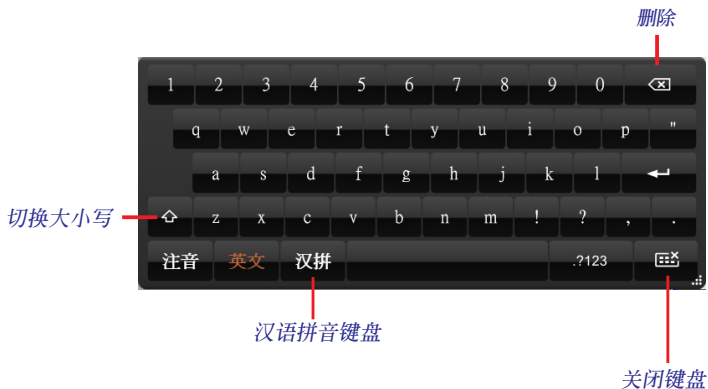 删除
1 2 3 4 5 6 7 8 9 0
q w e r t y u i o p "
a s d f g h j k l
切换大小写 z x c v b n m ! ? , .
注音 英文 汉拼 .?123
汉语拼音键盘
关闭键盘